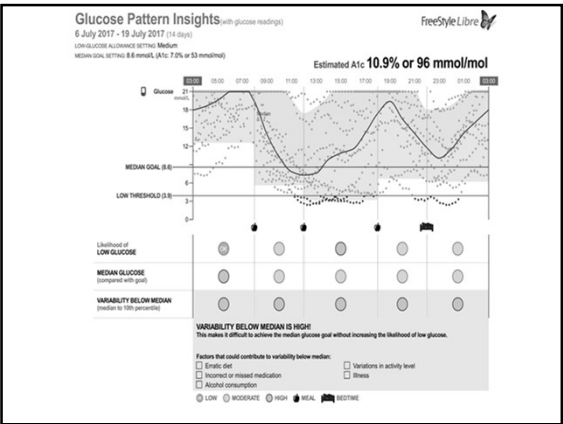 Glucose Pattern Insights (with glucose readings)
FreeStyle Libre
6 July 2017 - 19 July 2017 (14 days)
LOW-GLUCOSE ALLOWANCE SETTING: Medium
MEDIAN GOAL SETTING: 8.6 mmol/L (A1c: 7.0% or 53 mmol/mol)
Estimated A1c 10.9% or 96 mmol/mol
03:00 05:00 07:00 09:00 11:00 13:00 15:00 17:00 19:00 21:00 23:00 01:00 03:00
Glucose 21
mmol/L
18
Median
15
12
MEDIAN GOAL (8.6)
6
LOW THRESHOLD (3.9)
3
0
Likelihood of
LOW GLUCOSE
OK
MEDIAN GLUCOSE
(compared with goal)
VARIABILITY BELOW MEDIAN
(median to 10th percentile)
VARIABILITY BELOW MEDIAN IS HIGH!
This makes it difficult to achieve the median glucose goal without increasing the likelihood of low glucose.
Factors that could contribute to variability below median:
Erratic diet Variations in activity level
Incorrect or missed medication Illness
Alcohol consumption
LOW MODERATE HIGH MEAL BEDTIME